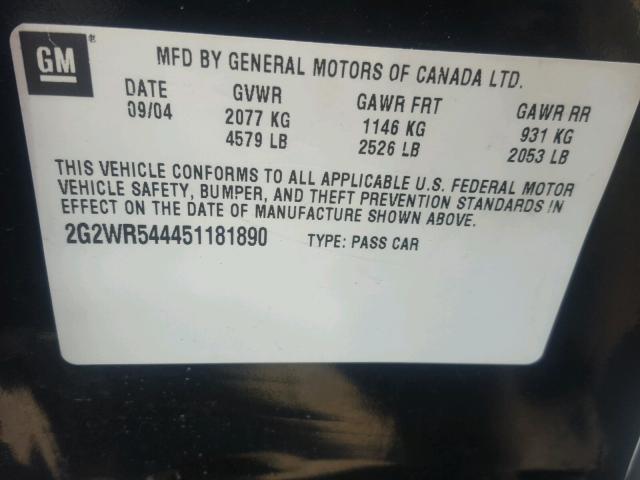 GM®
MFD BY GENERAL MOTORS OF CANADA LTD.
DATE GVWR GAWR FRT GAWR RR
09/04 2077 KG 1146 KG 931 KG
4579 LB 2526 LB 2053 LB
THIS VEHICLE CONFORMS TO ALL APPLICABLE U.S. FEDERAL MOTOR
VEHICLE SAFETY, BUMPER, AND THEFT PREVENTION STANDARDS IN
EFFECT ON THE DATE OF MANUFACTURE SHOWN ABOVE.
2G2WR544451181890 TYPE: PASS CAR